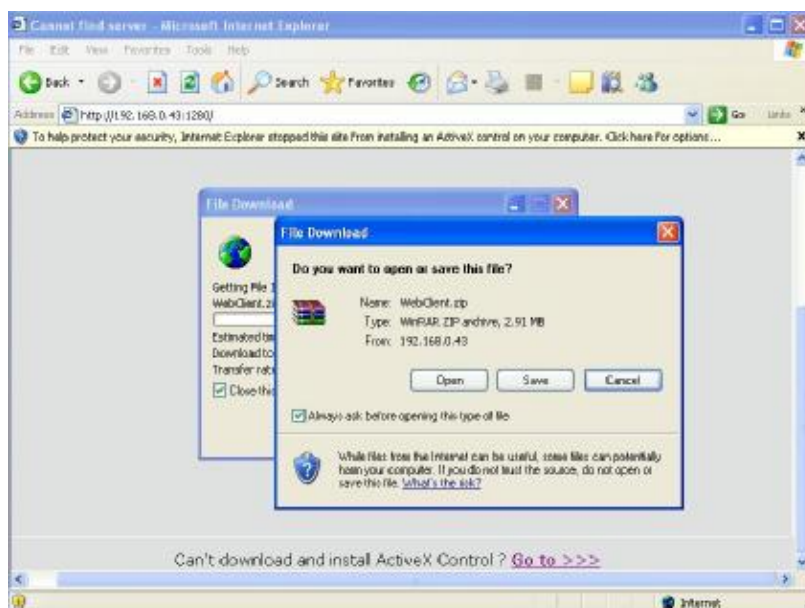 Cannot find server - Microsoft Internet Explorer
File Edit View Favorites Tools Help
Back Search Favorites
Address http://192.168.0.43:1280/ Go Links
To help protect your security, Internet Explorer stopped this site from installing an ActiveX control on your computer. Click here for options...
File Download
Getting File
WebClient.zi
Estimated tim
Download to
Transfer rate
Close this
File Download
Do you want to open or save this file?
Name: WebClient.zip
Type: WinRAR ZIP archive, 2.91 MB
From: 192.168.0.43
Open Save Cancel
Always ask before opening this type of file
While files from the Internet can be useful, some files can potentially
harm your computer. If you do not trust the source, do not open or
save this file. What's the risk?
Can't download and install ActiveX Control ? Go to >>>
Internet